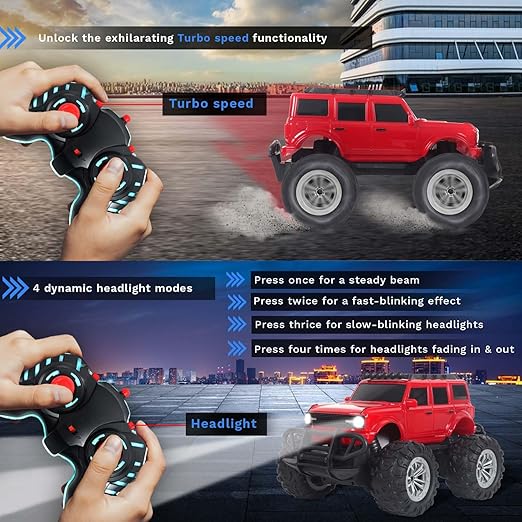 Unlock the exhilarating Turbo speed functionality
Turbo speed
4 dynamic headlight modes
Press once for a steady beam
Press twice for a fast-blinking effect
Press thrice for slow-blinking headlights
Press four times for headlights fading in & out
Headlight